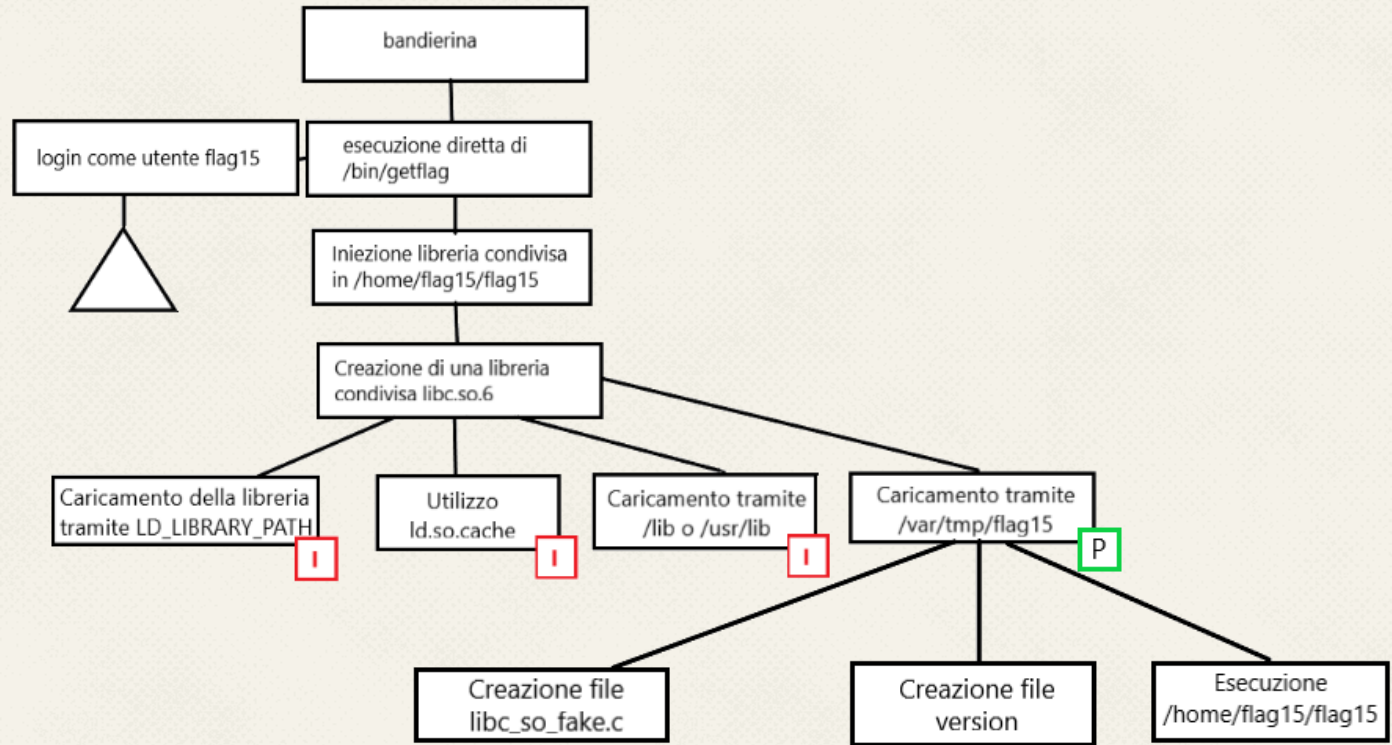 bandierina
login come utente flag15
esecuzione diretta di
/bin/getflag
Iniezione libreria condivisa
in /home/flag15/flag15
Creazione di una libreria
condivisa libc.so.6
Caricamento della libreria
tramite LD_LIBRARY_PATH
I
Utilizzo
ld.so.cache
I
Caricamento tramite
/lib o /usr/lib
I
Caricamento tramite
/var/tmp/flag15
P
Creazione file
libc_so_fake.c
Creazione file
version
Esecuzione
/home/flag15/flag15